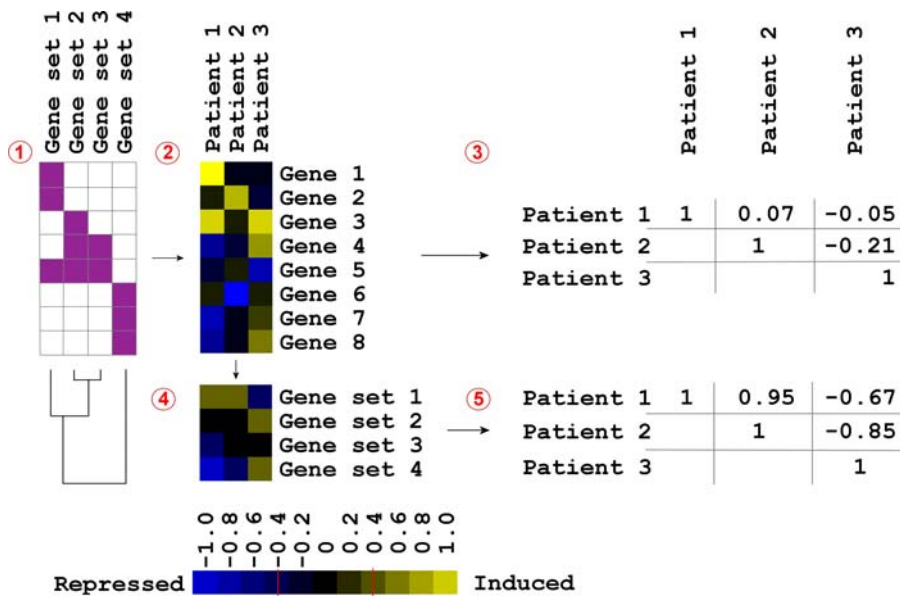 Gene set 1
Gene set 2
Gene set 3
Gene set 4
Patient 1
Patient 2
Patient 3
Patient 1
Patient 2
Patient 3
1
2
3
Gene 1
Gene 2
Gene 3
Gene 4
Gene 5
Gene 6
Gene 7
Gene 8
Patient 1 1 0.07 -0.05
Patient 2 1 -0.21
Patient 3 1
4
5
Gene set 1
Gene set 2
Gene set 3
Gene set 4
Patient 1 1 0.95 -0.67
Patient 2 1 -0.85
Patient 3 1
-1.0
-0.8
-0.6
-0.4
-0.2
0
0.2
0.4
0.6
0.8
1.0
Repressed Induced